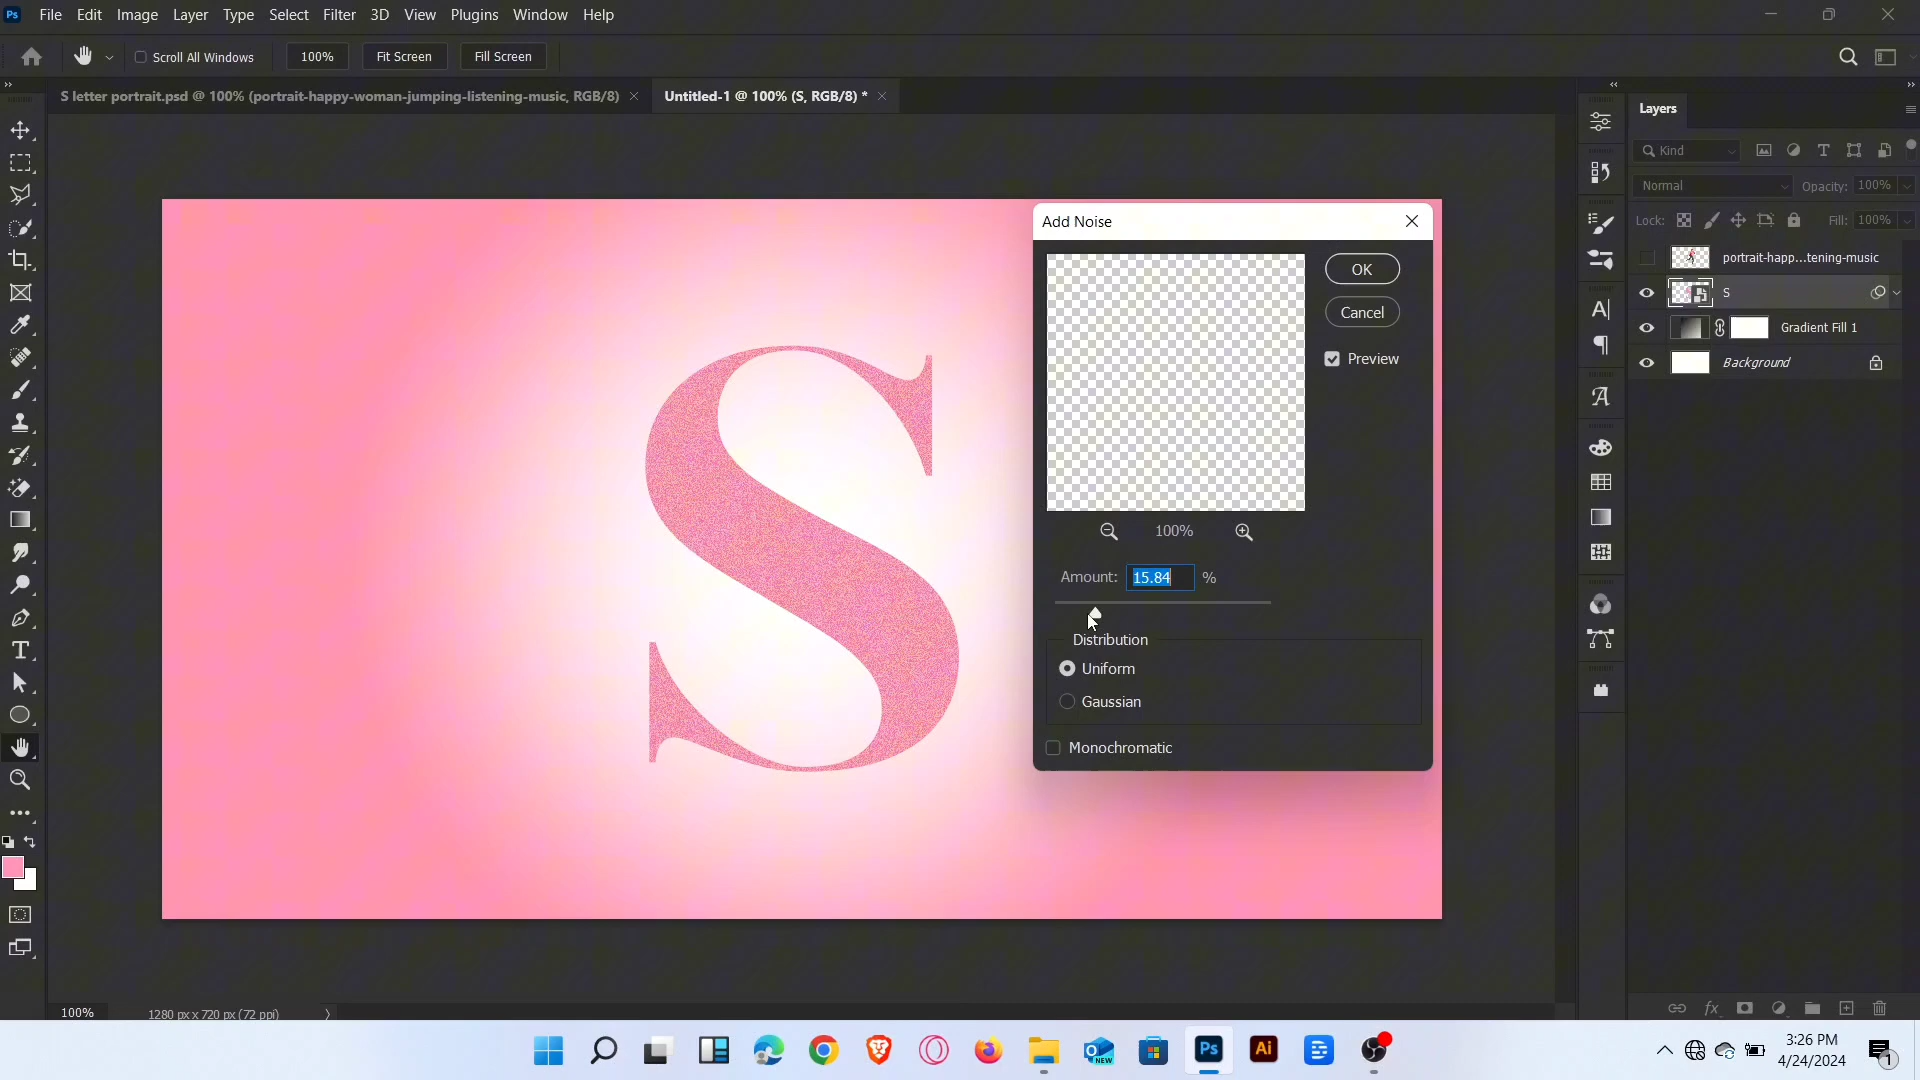 Ps File Edit Image Layer Type Select Filter 3D View Plugins Window Help
Scroll All Windows 100% Fit Screen Fill Screen
S letter portrait.psd @ 100% (portrait-happy-woman-jumping-listening-music, RGB/8) Untitled-1 @ 100% (S, RGB/8) *
Layers
Kind
Normal Opacity: 100%
Lock: Fill: 100%
portrait-happ...tening-music
S
Gradient Fill 1
Background
Add Noise
OK
Cancel
Preview
100%
Amount: 15.84 %
Distribution
Uniform
Gaussian
Monochromatic
S
100% 1280 px x 720 px (72 ppi)
NEW
Ps
Ai
3:26 PM
4/24/2024
1